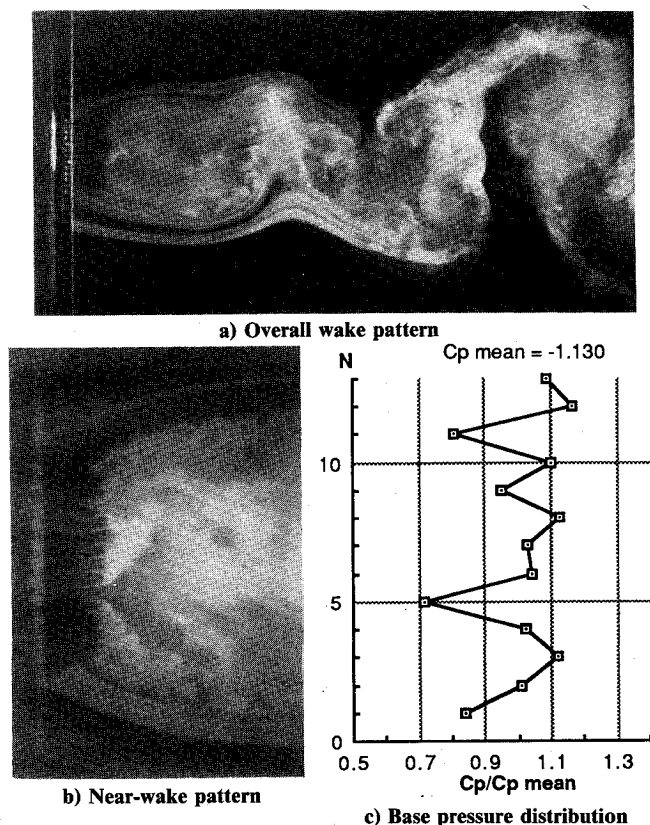 a) Overall wake pattern
Cp mean = -1.130
N
10
5
0
0.5 0.7 0.9 1.1 1.3
Cp/Cp mean
b) Near-wake pattern
c) Base pressure distribution